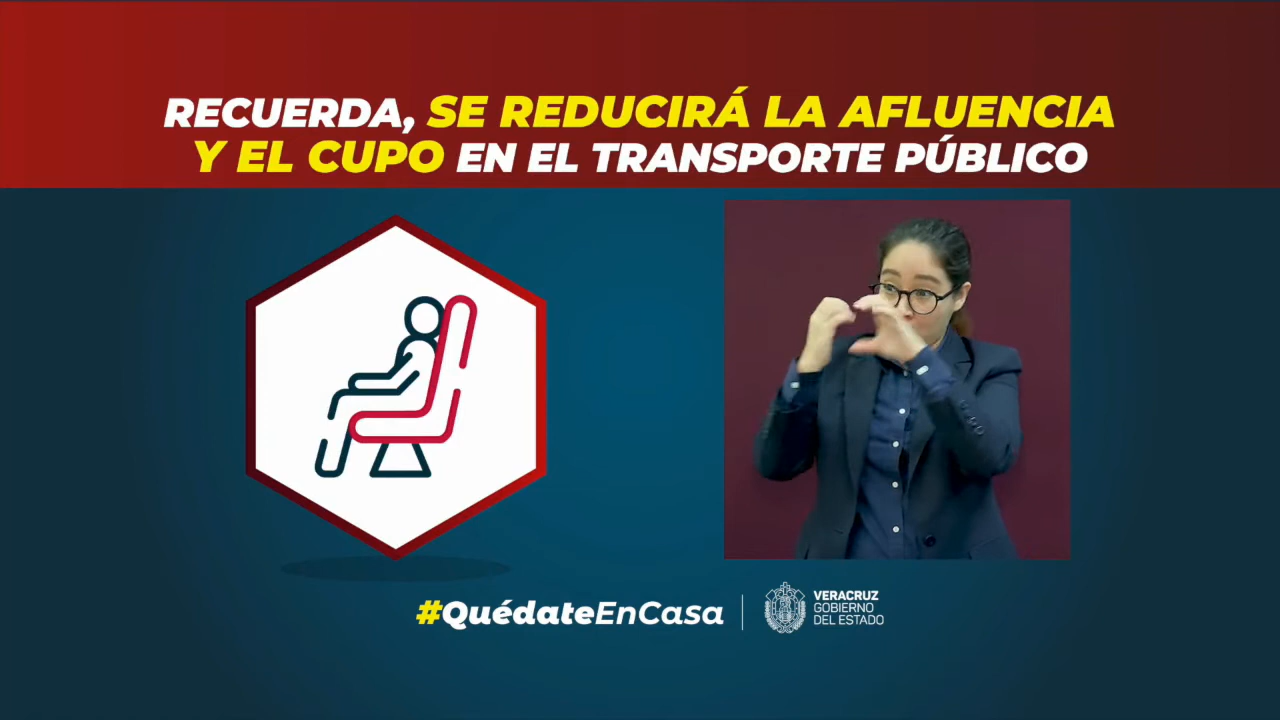 RECUERDA, SE REDUCIRÁ LA AFLUENCIA
Y EL CUPO EN EL TRANSPORTE PÚBLICO
#QuédateEnCasa
VERACRUZ
GOBIERNO
DEL ESTADO